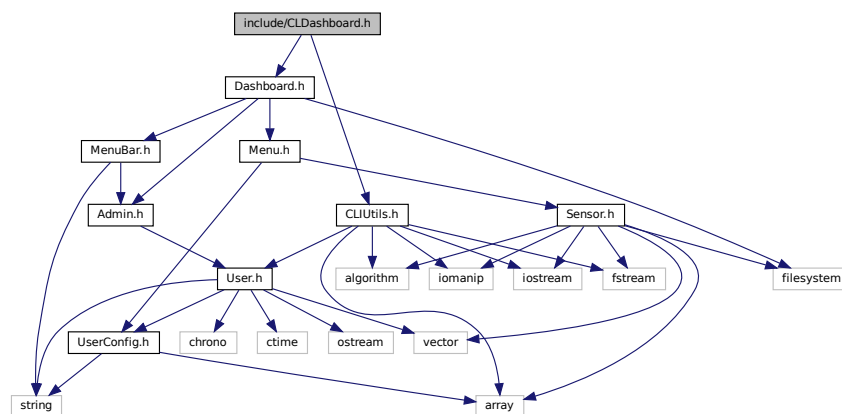 include/CLDashboard.h
Dashboard.h
MenuBar.h
Menu.h
Admin.h
CLIUtils.h
Sensor.h
User.h
algorithm
iomanip
iostream
fstream
filesystem
UserConfig.h
chrono
ctime
ostream
vector
string
array